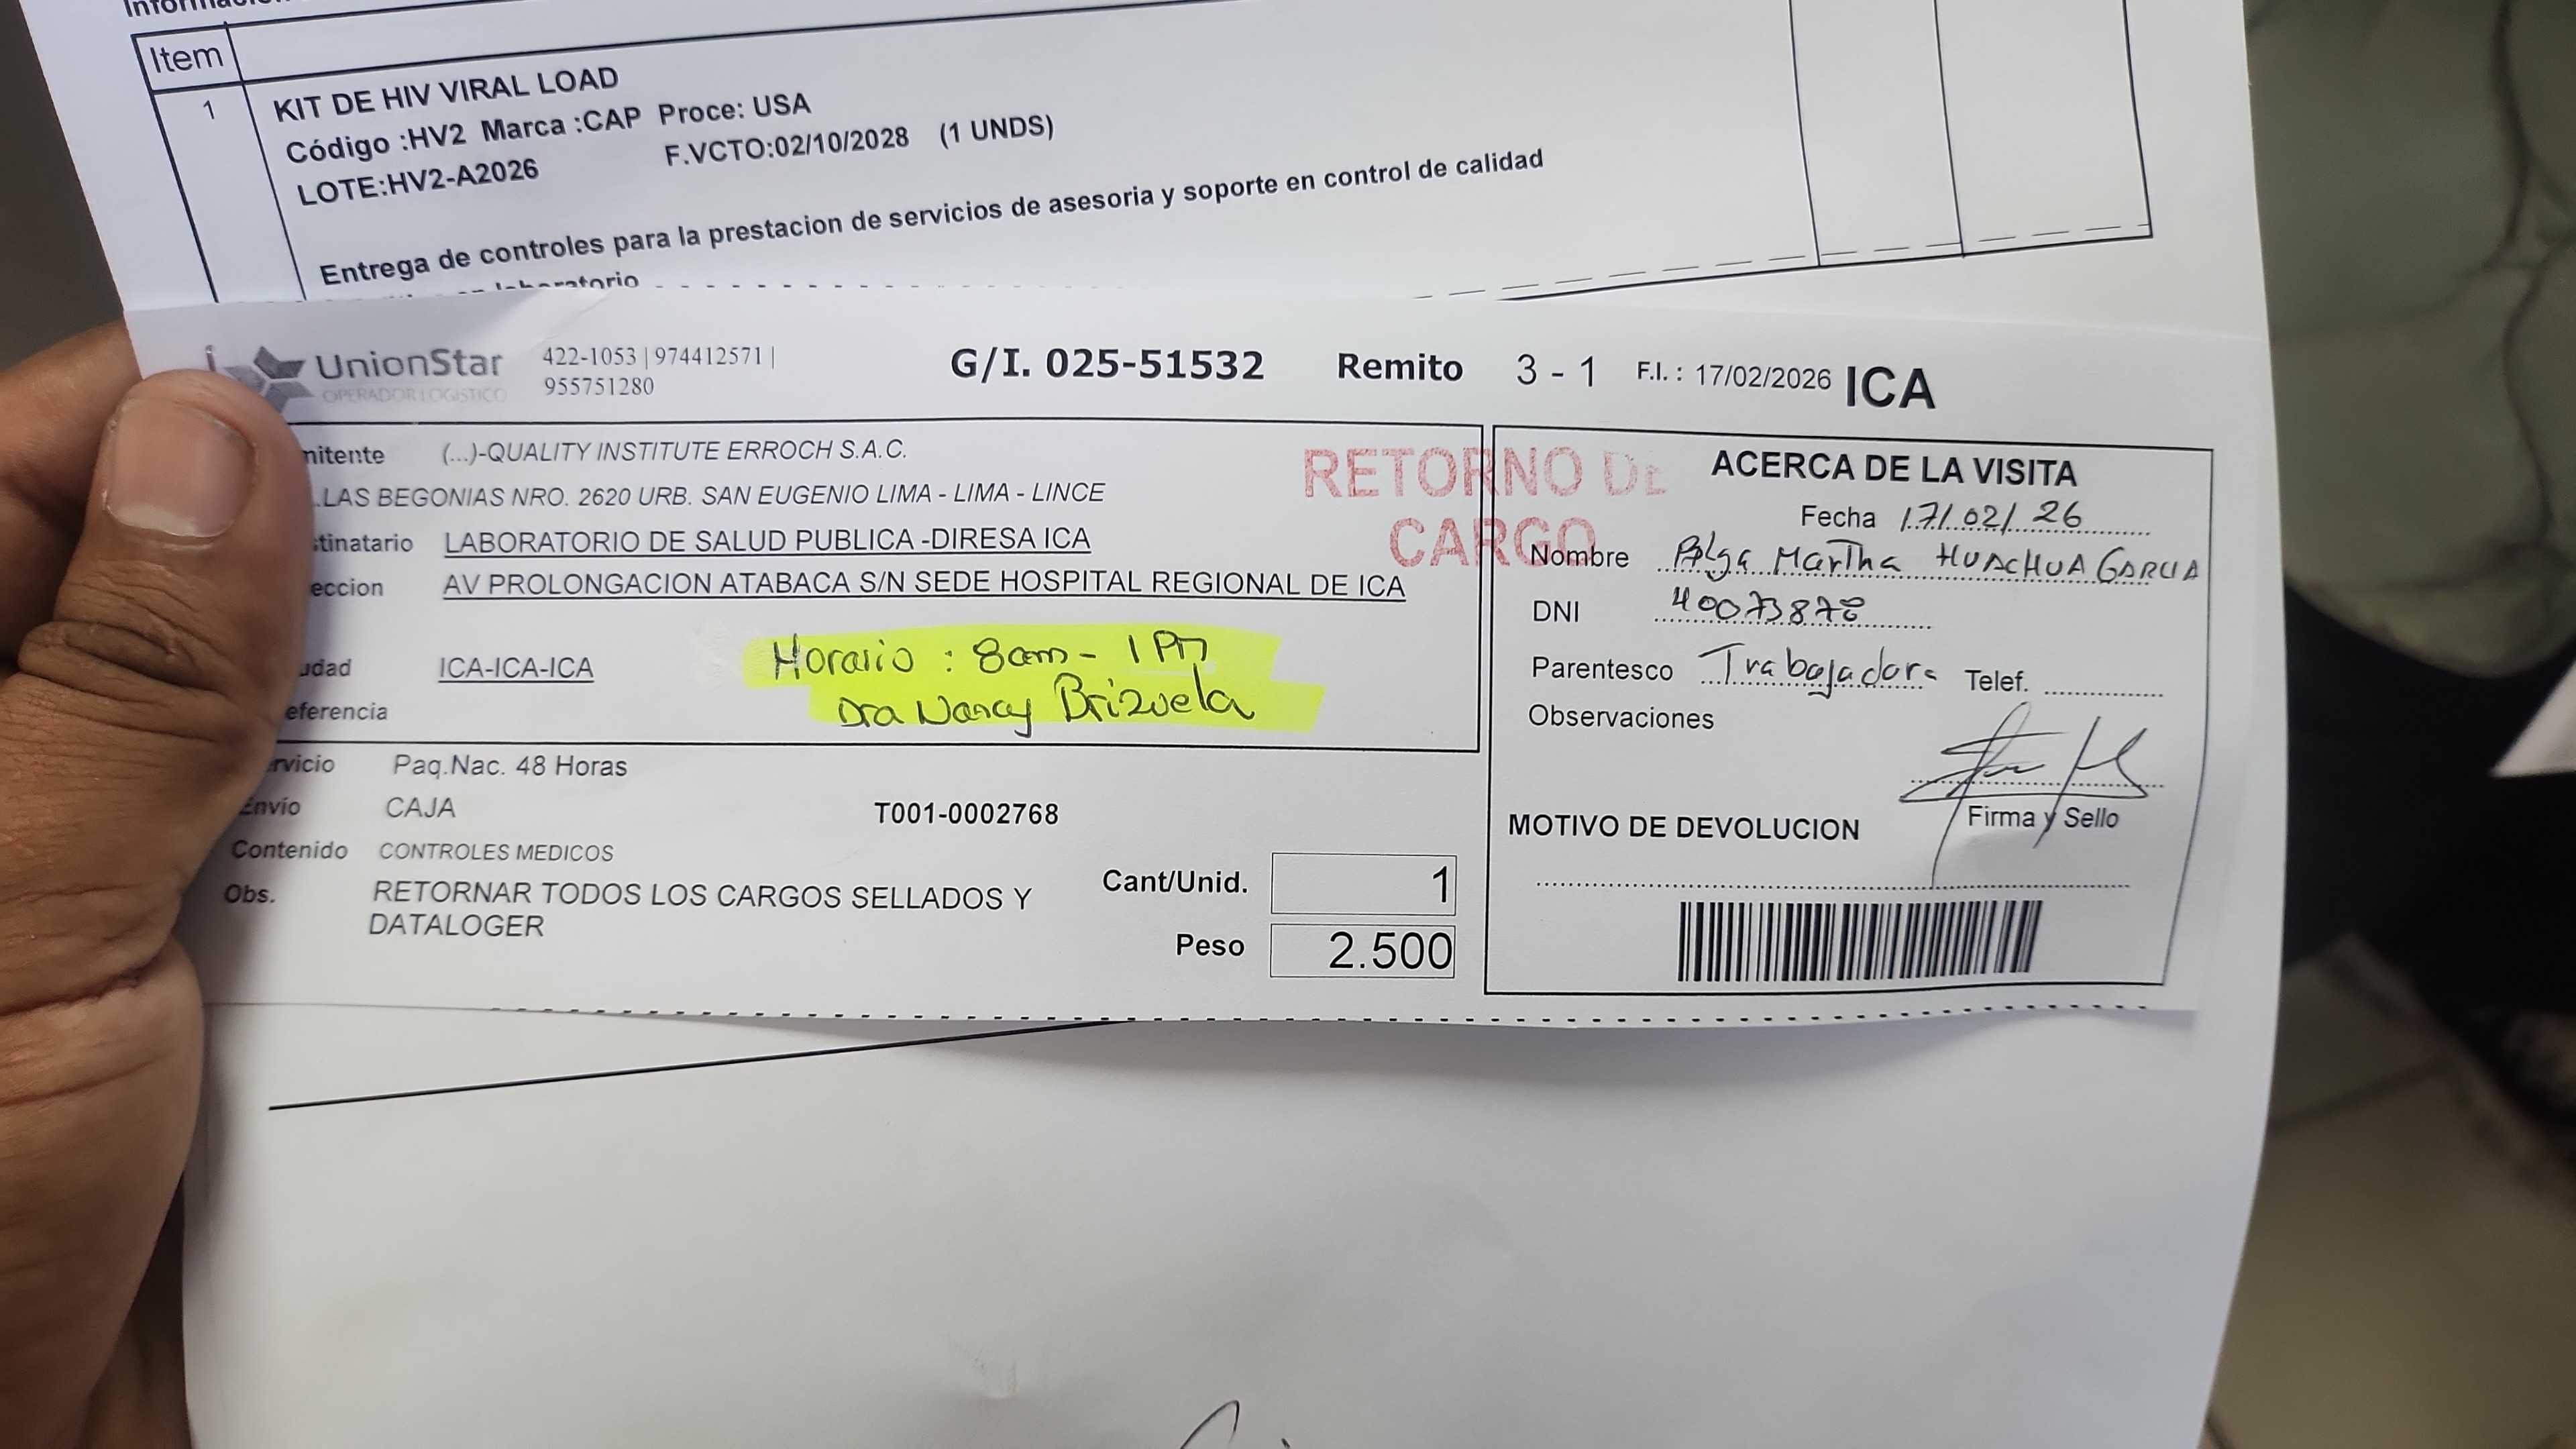 Item
1
KIT DE HIV VIRAL LOAD
Código :HV2 Marca :CAP Proce: USA
LOTE:HV2-A2026 F.VCTO:02/10/2028 (1 UNDS)
Entrega de controles para la prestacion de servicios de asesoria y soporte en control de calidad
laboratorio
UnionStar
OPERADOR LOGISTICO
422-1053 | 974412571 |
955751280
G/I. 025-51532 Remito 3 - 1 F.I. : 17/02/2026 ICA
mitente (...)-QUALITY INSTITUTE ERROCH S.A.C.
.LAS BEGONIAS NRO. 2620 URB. SAN EUGENIO LIMA - LIMA - LINCE
stinatario LABORATORIO DE SALUD PUBLICA -DIRESA ICA
eccion AV PROLONGACION ATABACA S/N SEDE HOSPITAL REGIONAL DE ICA
udad ICA-ICA-ICA
Horario : 8am - 1 Pm
Dra Nancy Brizuela
eferencia
RETORNO DE
CARGO
rvicio Paq.Nac. 48 Horas
Envío CAJA
T001-0002768
Contenido CONTROLES MEDICOS
Obs. RETORNAR TODOS LOS CARGOS SELLADOS Y
DATALOGER
Cant/Unid. 1
Peso 2.500
ACERCA DE LA VISITA
Fecha 17/02/26
Nombre Blga Martha HUACHUA GARCIA
DNI 40073878
Parentesco Trabajadora Telef.
Observaciones
Firma y Sello
MOTIVO DE DEVOLUCION